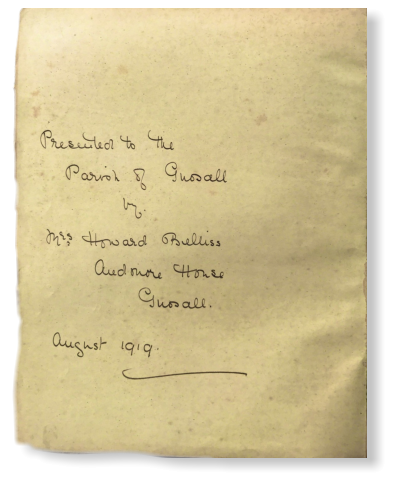 Presented to the
Parish of Gnosall
by.
Mrs Howard Belliss
Audmore House
Gnosall.
August 1919.